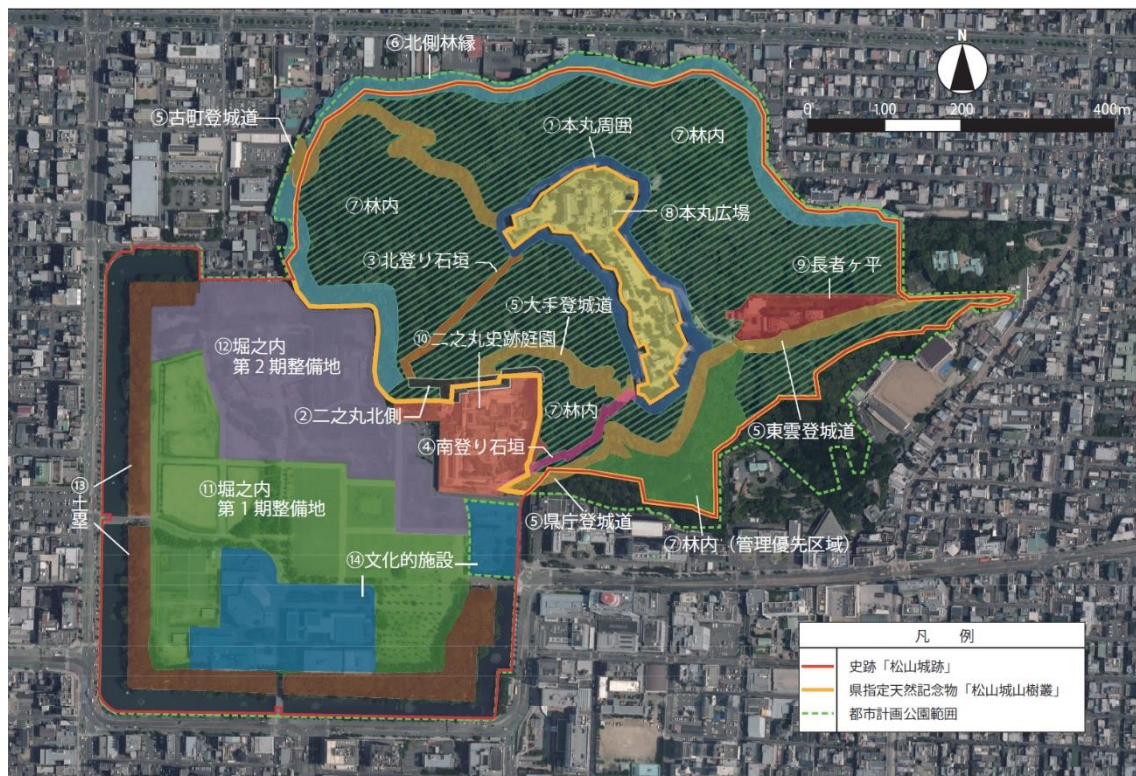 ⑥北側林縁
N
⑤古町登城道
0 100 200 400m
①本丸周囲
⑦林内
⑦林内
⑧本丸広場
③北登り石垣
⑨長者ヶ平
⑤大手登城道
⑩二之丸史跡庭園
⑫堀之内
第2期整備地
②二之丸北側
⑦林内
④南登り石垣
⑤東雲登城道
⑬土塁
⑪堀之内
第1期整備地
⑤県庁登城道
⑦林内(管理優先区域)
⑭文化的施設
凡 例
史跡「松山城跡」
県指定天然記念物「松山城山樹叢」
都市計画公園範囲